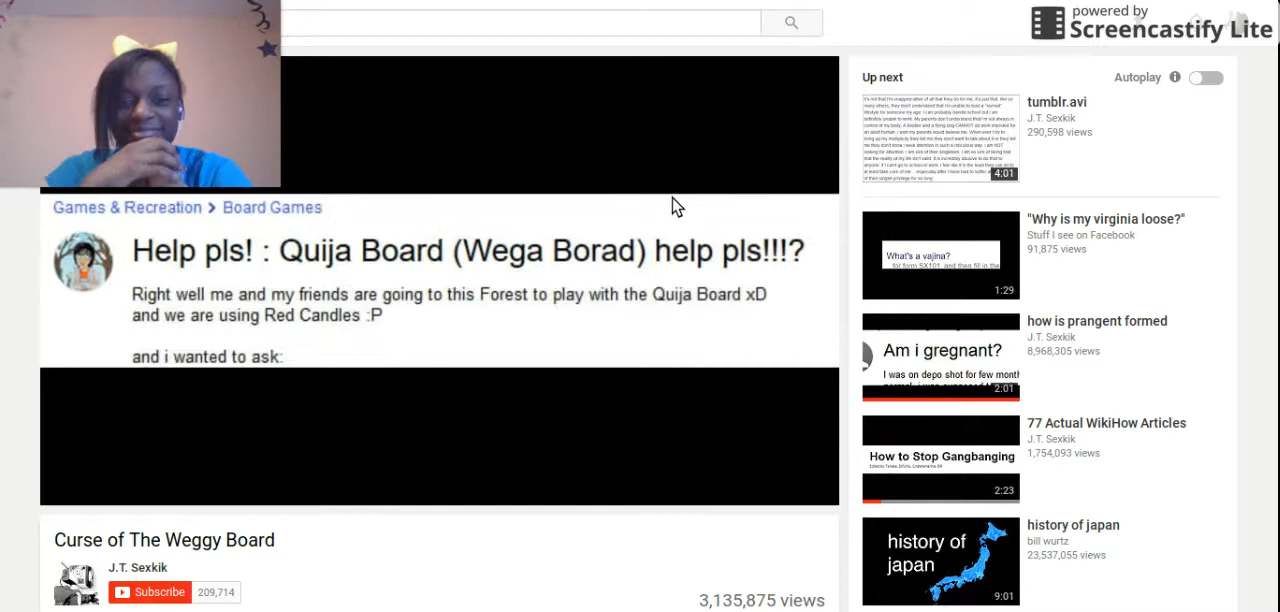 powered by
Screencastify Lite
Games & Recreation > Board Games
Help pls! : Quija Board (Wega Borad) help pls!!!?
Right well me and my friends are going to this Forest to play with the Quija Board xD
and we are using Red Candles :P
and i wanted to ask:
Curse of The Weggy Board
J.T. Sexkik
Subscribe 209,714
3,135,875 views
Up next
Autoplay
4:01
tumblr.avi
J.T. Sexkik
290,598 views
What's a vajina?
1:29
"Why is my virginia loose?"
Stuff I see on Facebook
91,875 views
Am i gregnant?
I was on depo shot for few month
2:01
how is prangent formed
J.T. Sexkik
8,968,305 views
How to Stop Gangbanging
2:23
77 Actual WikiHow Articles
J.T. Sexkik
1,754,093 views
history of
japan
9:01
history of japan
bill wurtz
23,537,055 views